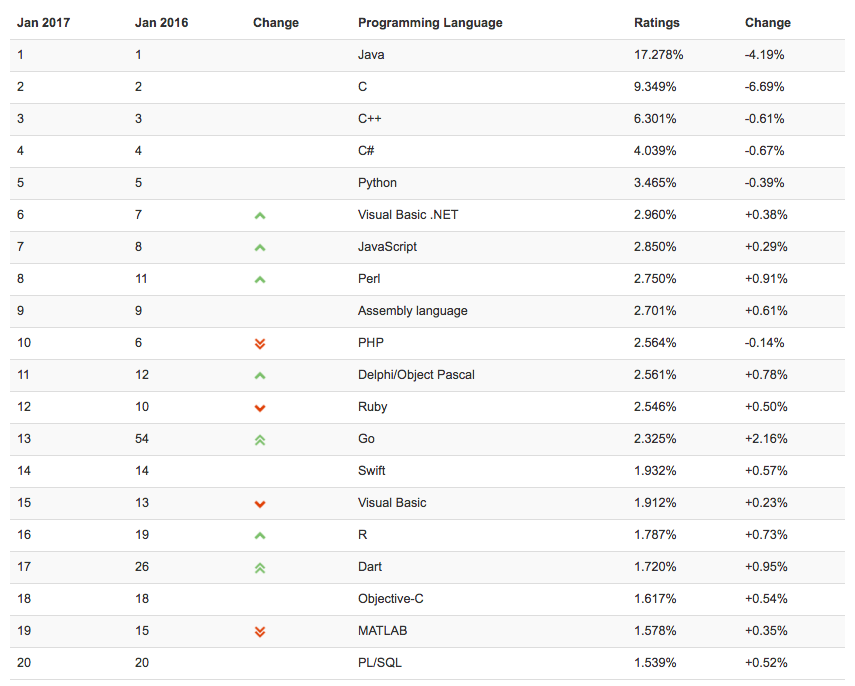 Jan 2017 Jan 2016 Change Programming Language Ratings Change
1 1 Java 17.278% -4.19%
2 2 C 9.349% -6.69%
3 3 C++ 6.301% -0.61%
4 4 C# 4.039% -0.67%
5 5 Python 3.465% -0.39%
6 7 Visual Basic .NET 2.960% +0.38%
7 8 JavaScript 2.850% +0.29%
8 11 Perl 2.750% +0.91%
9 9 Assembly language 2.701% +0.61%
10 6 PHP 2.564% -0.14%
11 12 Delphi/Object Pascal 2.561% +0.78%
12 10 Ruby 2.546% +0.50%
13 54 Go 2.325% +2.16%
14 14 Swift 1.932% +0.57%
15 13 Visual Basic 1.912% +0.23%
16 19 R 1.787% +0.73%
17 26 Dart 1.720% +0.95%
18 18 Objective-C 1.617% +0.54%
19 15 MATLAB 1.578% +0.35%
20 20 PL/SQL 1.539% +0.52%